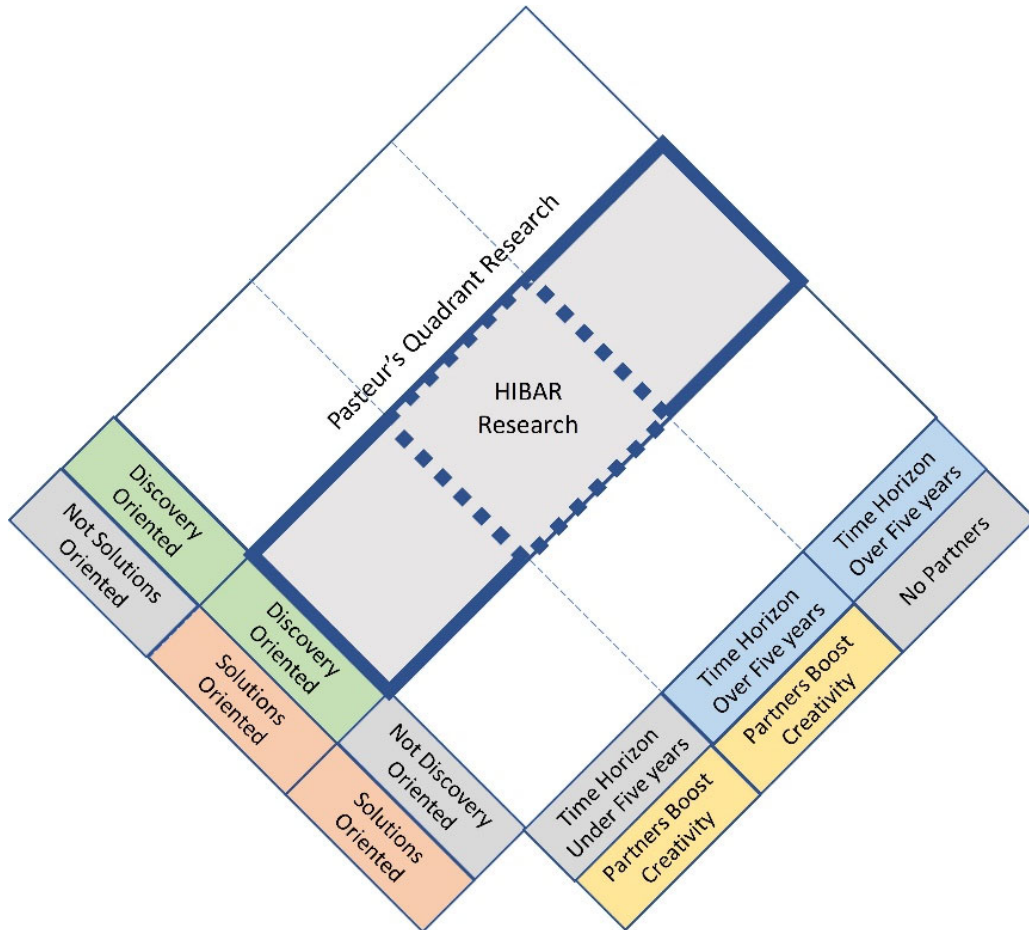 Pasteur's Quadrant Research
HIBAR
Research
Discovery
Oriented
Not Solutions
Oriented
Discovery
Oriented
Solutions
Oriented
Not Discovery
Oriented
Solutions
Oriented
Time Horizon
Over Five years
No Partners
Time Horizon
Over Five years
Partners Boost
Creativity
Time Horizon
Under Five years
Partners Boost
Creativity